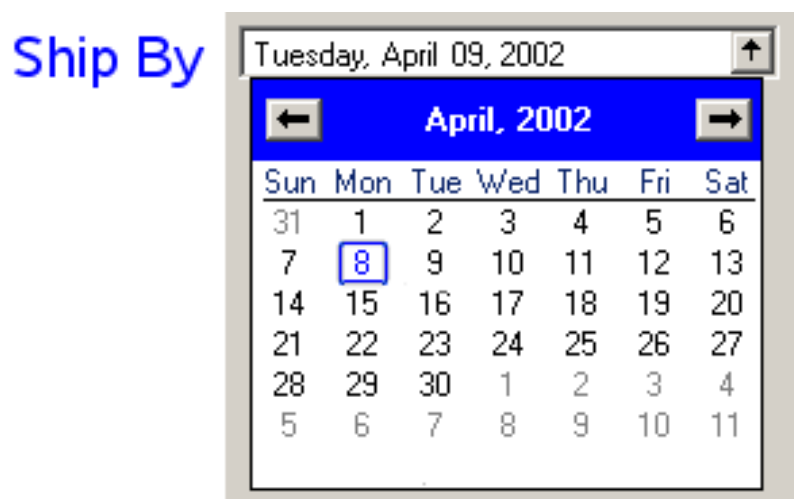 Ship By
Tuesday, April 09, 2002
April, 2002
Sun Mon Tue Wed Thu Fri Sat
31 1 2 3 4 5 6
7 8 9 10 11 12 13
14 15 16 17 18 19 20
21 22 23 24 25 26 27
28 29 30 1 2 3 4
5 6 7 8 9 10 11